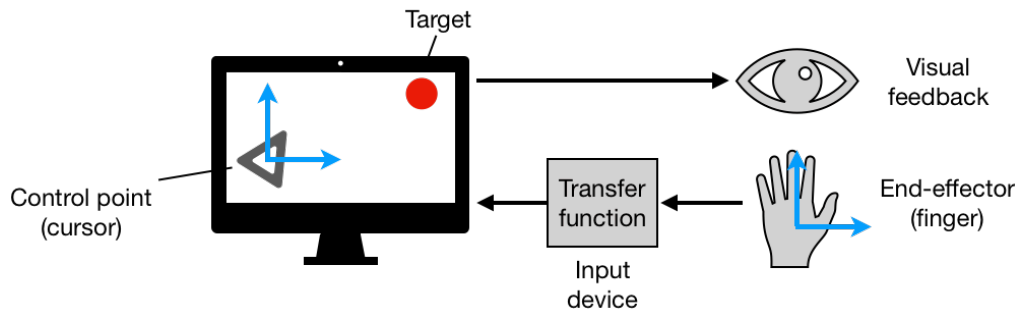 Target
Visual
feedback
Control point
(cursor)
Transfer
function
Input
device
End-effector
(finger)